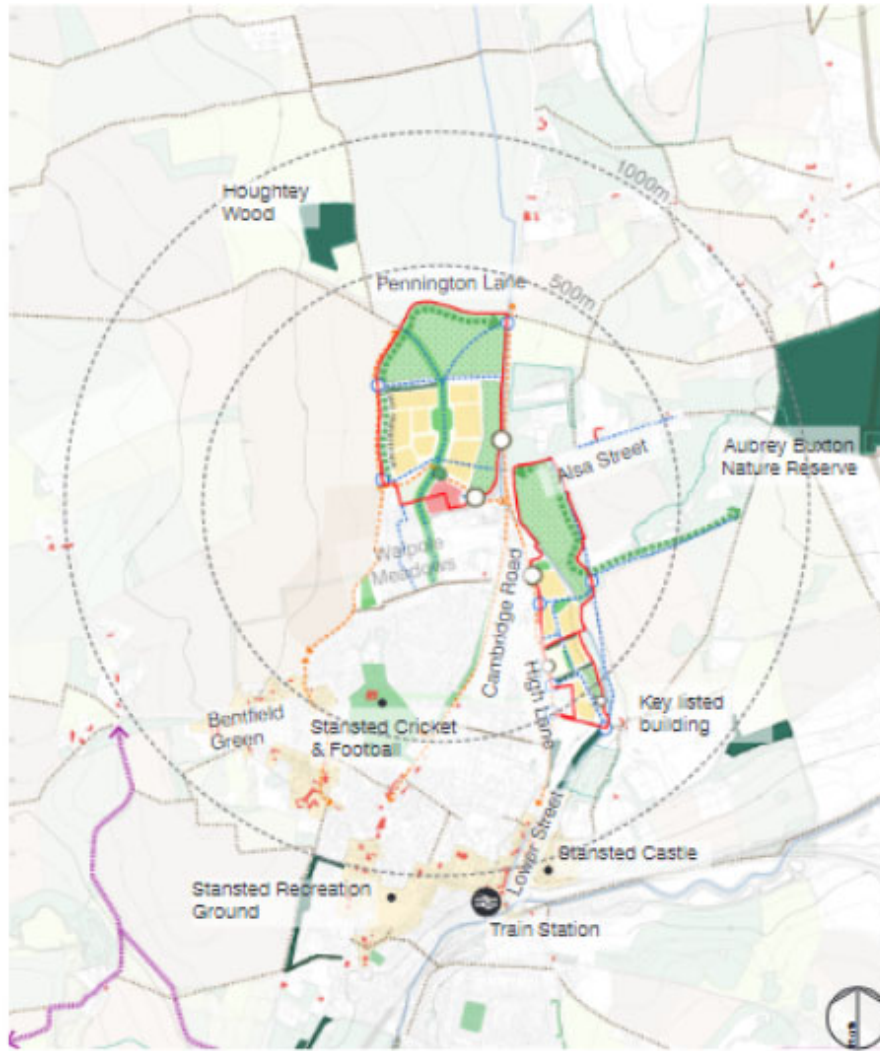 1000m
Houghtey
Wood
Pennington Lane
500m
Alsa Street
Aubrey Buxton
Nature Reserve
Walpole
Meadows
Cambridge Road
High Lane
Key listed
building
Bentfield
Green
Stansted Cricket
& Football
Lower Street
Stansted Castle
Stansted Recreation
Ground
Train Station